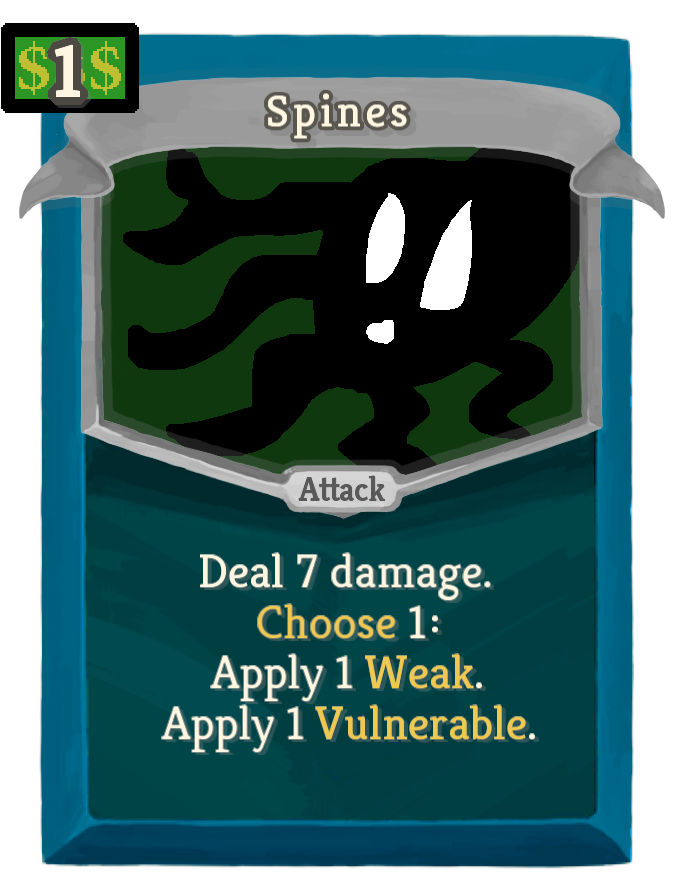 $1$
Spines
Attack
Deal 7 damage.
Choose 1:
Apply 1 Weak.
Apply 1 Vulnerable.